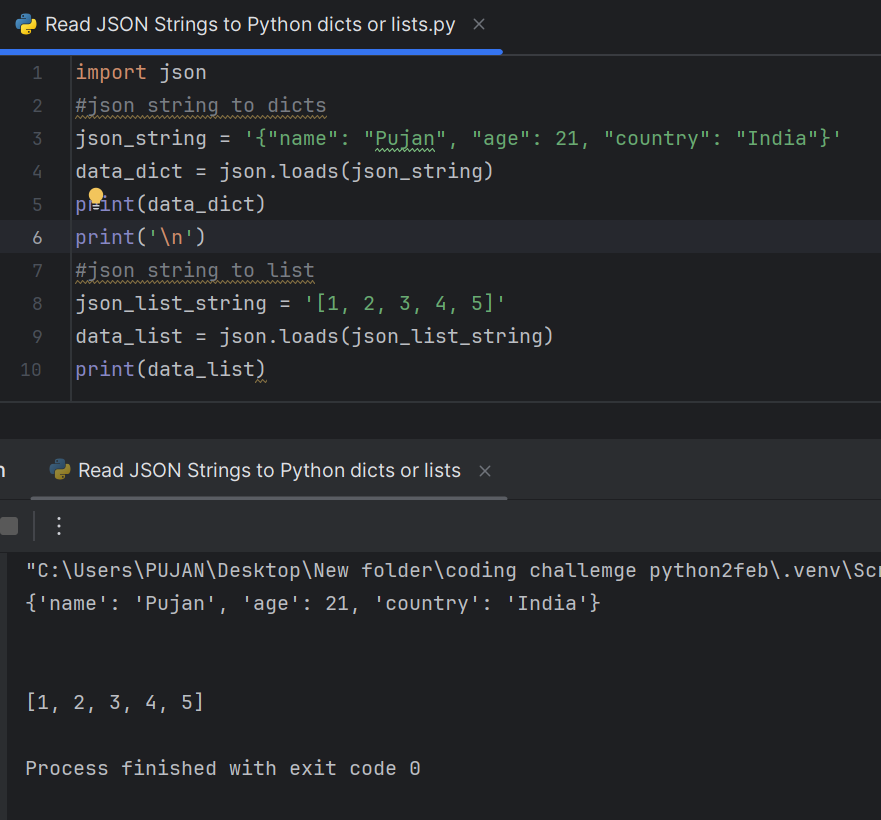 Read JSON Strings to Python dicts or lists.py
1 import json
2 #json string to dicts
3 json_string = '{"name": "Pujan", "age": 21, "country": "India"}'
4 data_dict = json.loads(json_string)
5 print(data_dict)
6 print('\n')
7 #json string to list
8 json_list_string = '[1, 2, 3, 4, 5]'
9 data_list = json.loads(json_list_string)
10 print(data_list)
Read JSON Strings to Python dicts or lists
"C:\Users\PUJAN\Desktop\New folder\coding challemge python2feb\.venv\Scr
{'name': 'Pujan', 'age': 21, 'country': 'India'}
[1, 2, 3, 4, 5]
Process finished with exit code 0